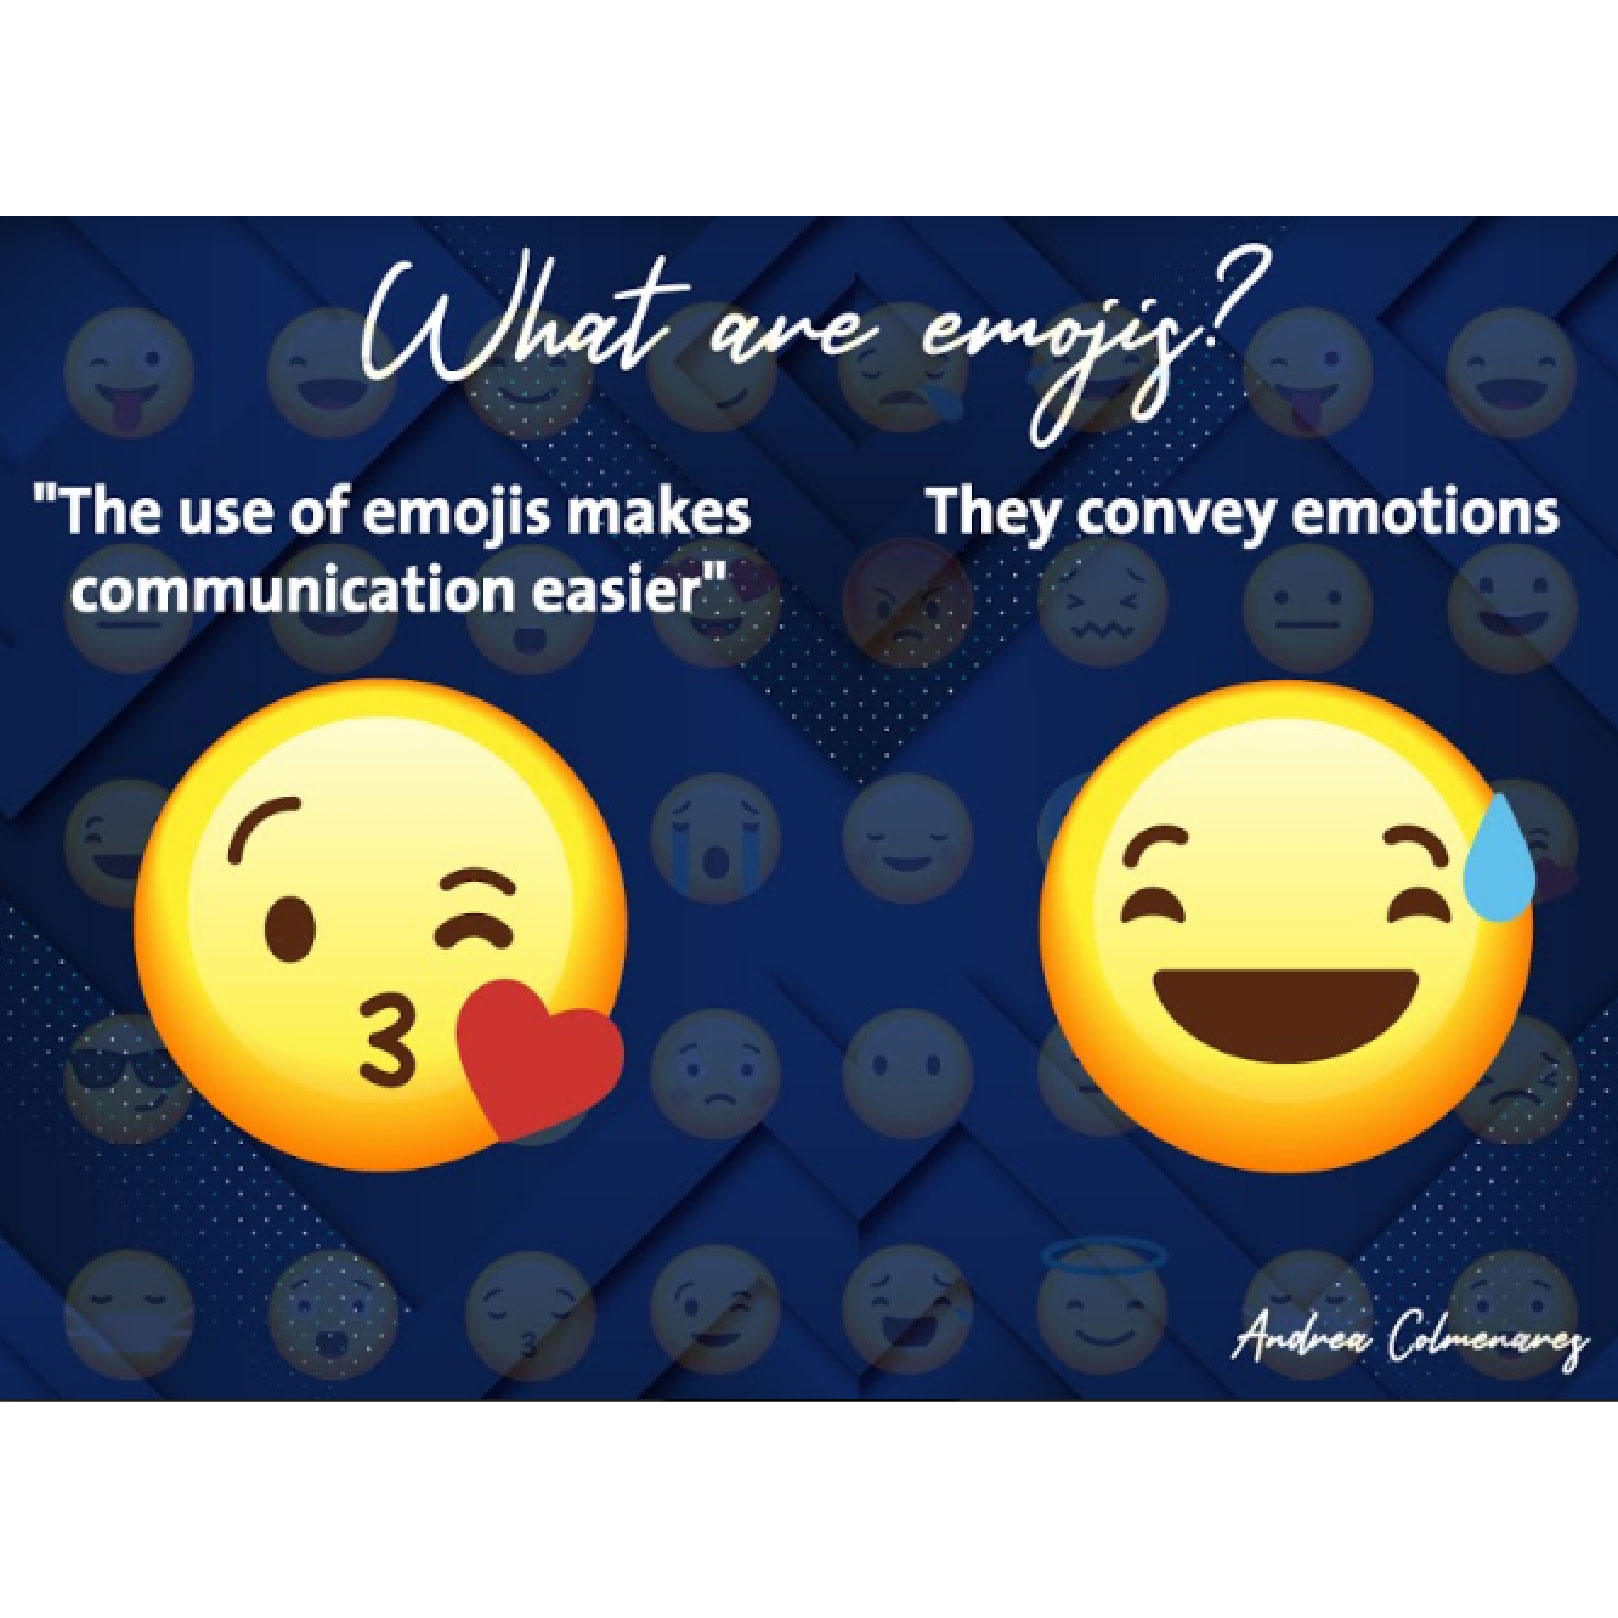 What are emojis?
"The use of emojis makes
communication easier"
They convey emotions
Andrea Colmenares